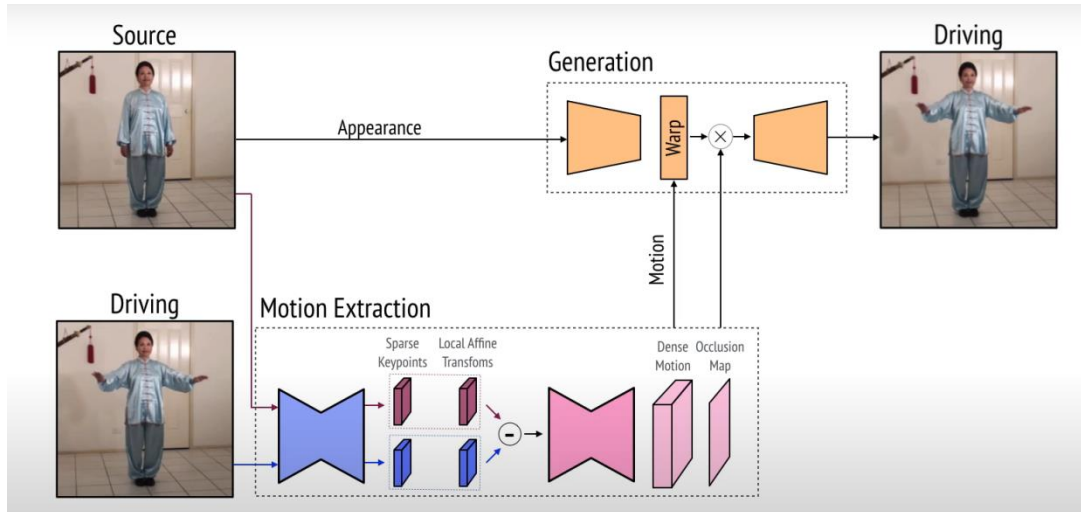 Source
Driving
Generation
Appearance
Warp
×
Motion
Driving
Motion Extraction
Sparse
Keypoints
Local Affine
Transfoms
Dense
Motion
Occlusion
Map
-